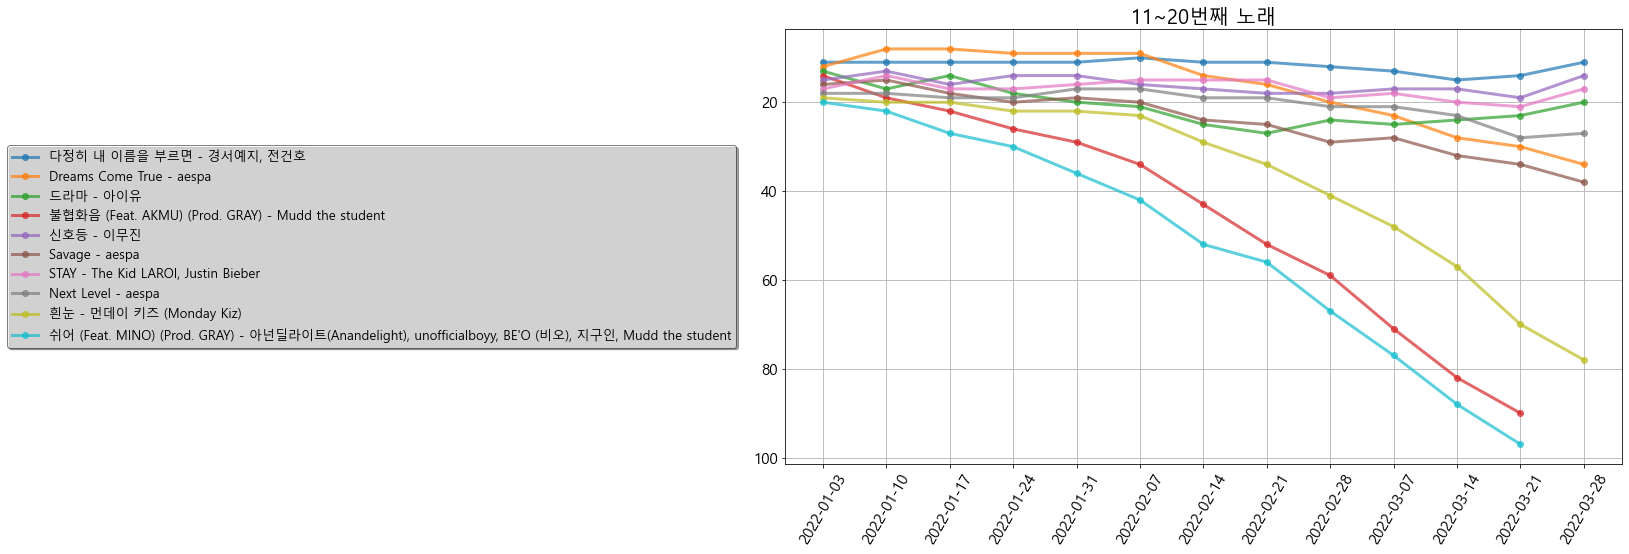 11~20번째 노래
다정히 내 이름을 부르면 - 경서예지, 전건호
Dreams Come True - aespa
드라마 - 아이유
불협화음 (Feat. AKMU) (Prod. GRAY) - Mudd the student
신호등 - 이무진
Savage - aespa
STAY - The Kid LAROI, Justin Bieber
Next Level - aespa
흰눈 - 먼데이 키즈 (Monday Kiz)
쉬어 (Feat. MINO) (Prod. GRAY) - 아넌딜라이트(Anandelight), unofficialboyy, BE'O (비오), 지구인, Mudd the student
20
40
60
80
100
2022-01-03
2022-01-10
2022-01-17
2022-01-24
2022-01-31
2022-02-07
2022-02-14
2022-02-21
2022-02-28
2022-03-07
2022-03-14
2022-03-21
2022-03-28